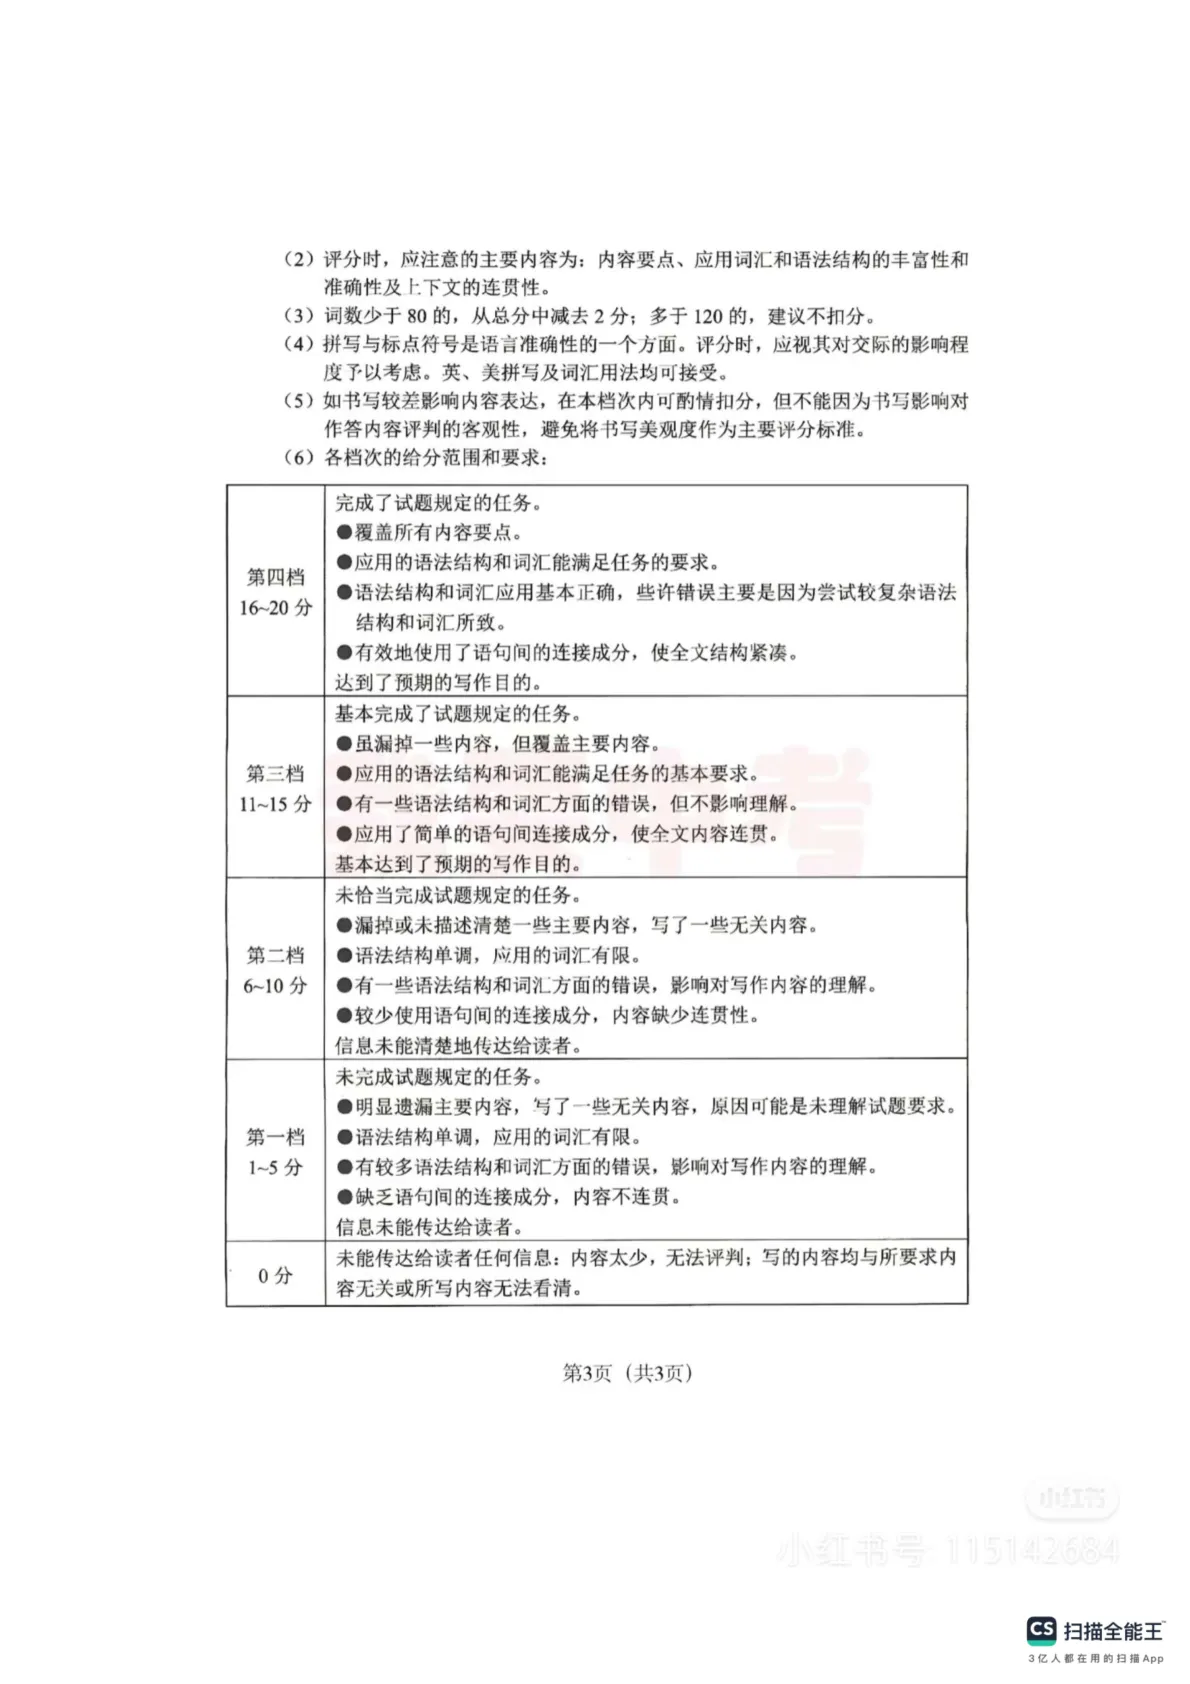 （2）评分时，应注意的主要内容为：内容要点、应用词汇和语法结构的丰富性和
准确性及上下文的连贯性。
（3）词数少于 80 的，从总分中减去 2 分；多于 120 的，建议不扣分。
（4）拼写与标点符号是语言准确性的一个方面。评分时，应视其对交际的影响程
度予以考虑。英、美拼写及词汇用法均可接受。
（5）如书写较差影响内容表达，在本档次内可酌情扣分，但不能因为书写影响对
作答内容评判的客观性，避免将书写美观度作为主要评分标准。
（6）各档次的给分范围和要求：
第四档
16~20 分
完成了试题规定的任务。
●覆盖所有内容要点。
●应用的语法结构和词汇能满足任务的要求。
●语法结构和词汇应用基本正确，些许错误主要是因为尝试较复杂语法
结构和词汇所致。
●有效地使用了语句间的连接成分，使全文结构紧凑。
达到了预期的写作目的。
第三档
11~15 分
基本完成了试题规定的任务。
●虽漏掉一些内容，但覆盖主要内容。
●应用的语法结构和词汇能满足任务的基本要求。
●有一些语法结构和词汇方面的错误，但不影响理解。
●应用了简单的语句间连接成分，使全文内容连贯。
基本达到了预期的写作目的。
第二档
6~10 分
未恰当完成试题规定的任务。
●漏掉或未描述清楚一些主要内容，写了一些无关内容。
●语法结构单调，应用的词汇有限。
●有一些语法结构和词汇方面的错误，影响对写作内容的理解。
●较少使用语句间的连接成分，内容缺少连贯性。
信息未能清楚地传达给读者。
第一档
1~5 分
未完成试题规定的任务。
●明显遗漏主要内容，写了一些无关内容，原因可能是未理解试题要求。
●语法结构单调，应用的词汇有限。
●有较多语法结构和词汇方面的错误，影响对写作内容的理解。
●缺乏语句间的连接成分，内容不连贯。
信息未能传达给读者。
0 分
未能传达给读者任何信息：内容太少，无法评判；写的内容均与所要求内
容无关或所写内容无法看清。
第3页（共3页）
小红书
小红书号: 115142684
CS 扫描全能王™
3亿人都在用的扫描App